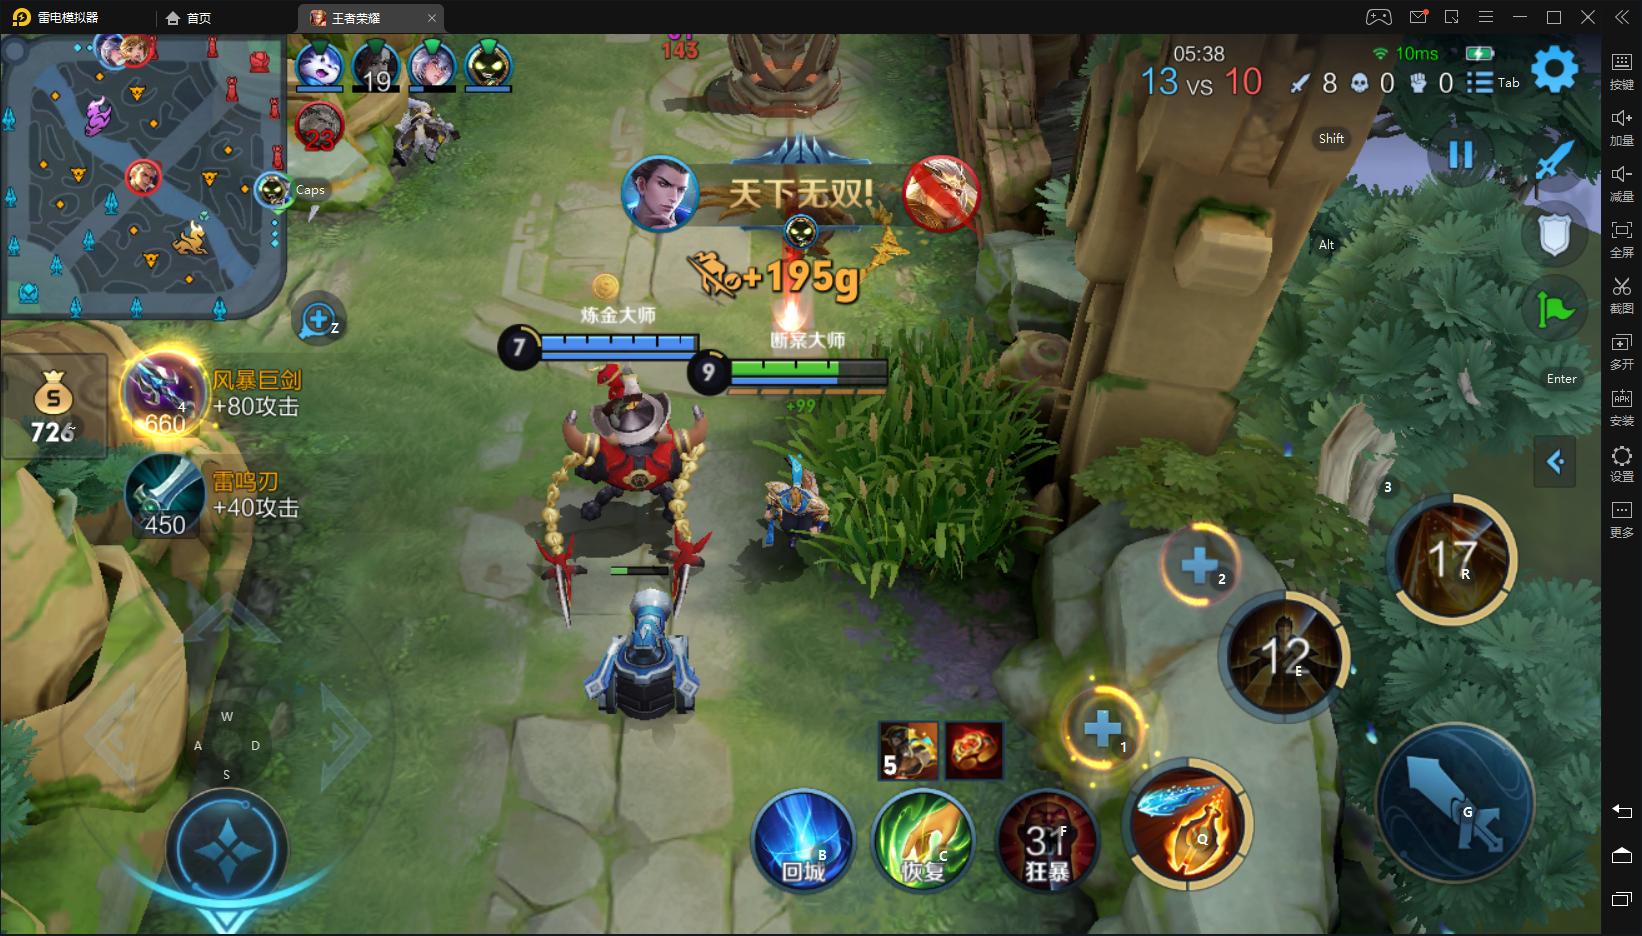 雷电模拟器
首页
王者荣耀
19
23
Caps
143
05:38
10ms
13 vs 10
8 0 0
Tab
Shift
天下无双!
+195g
Alt
Z
炼金大师
7
断案大师
9
+99
Enter
726
风暴巨剑
+80攻击
4
660
雷鸣刃
+40攻击
450
3
17
R
2
12
E
1
W
A D
S
5
B
回城
C
恢复
31
F
狂暴
Q
G
按键
加量
减量
全屏
截图
多开
APK
安装
设置
更多